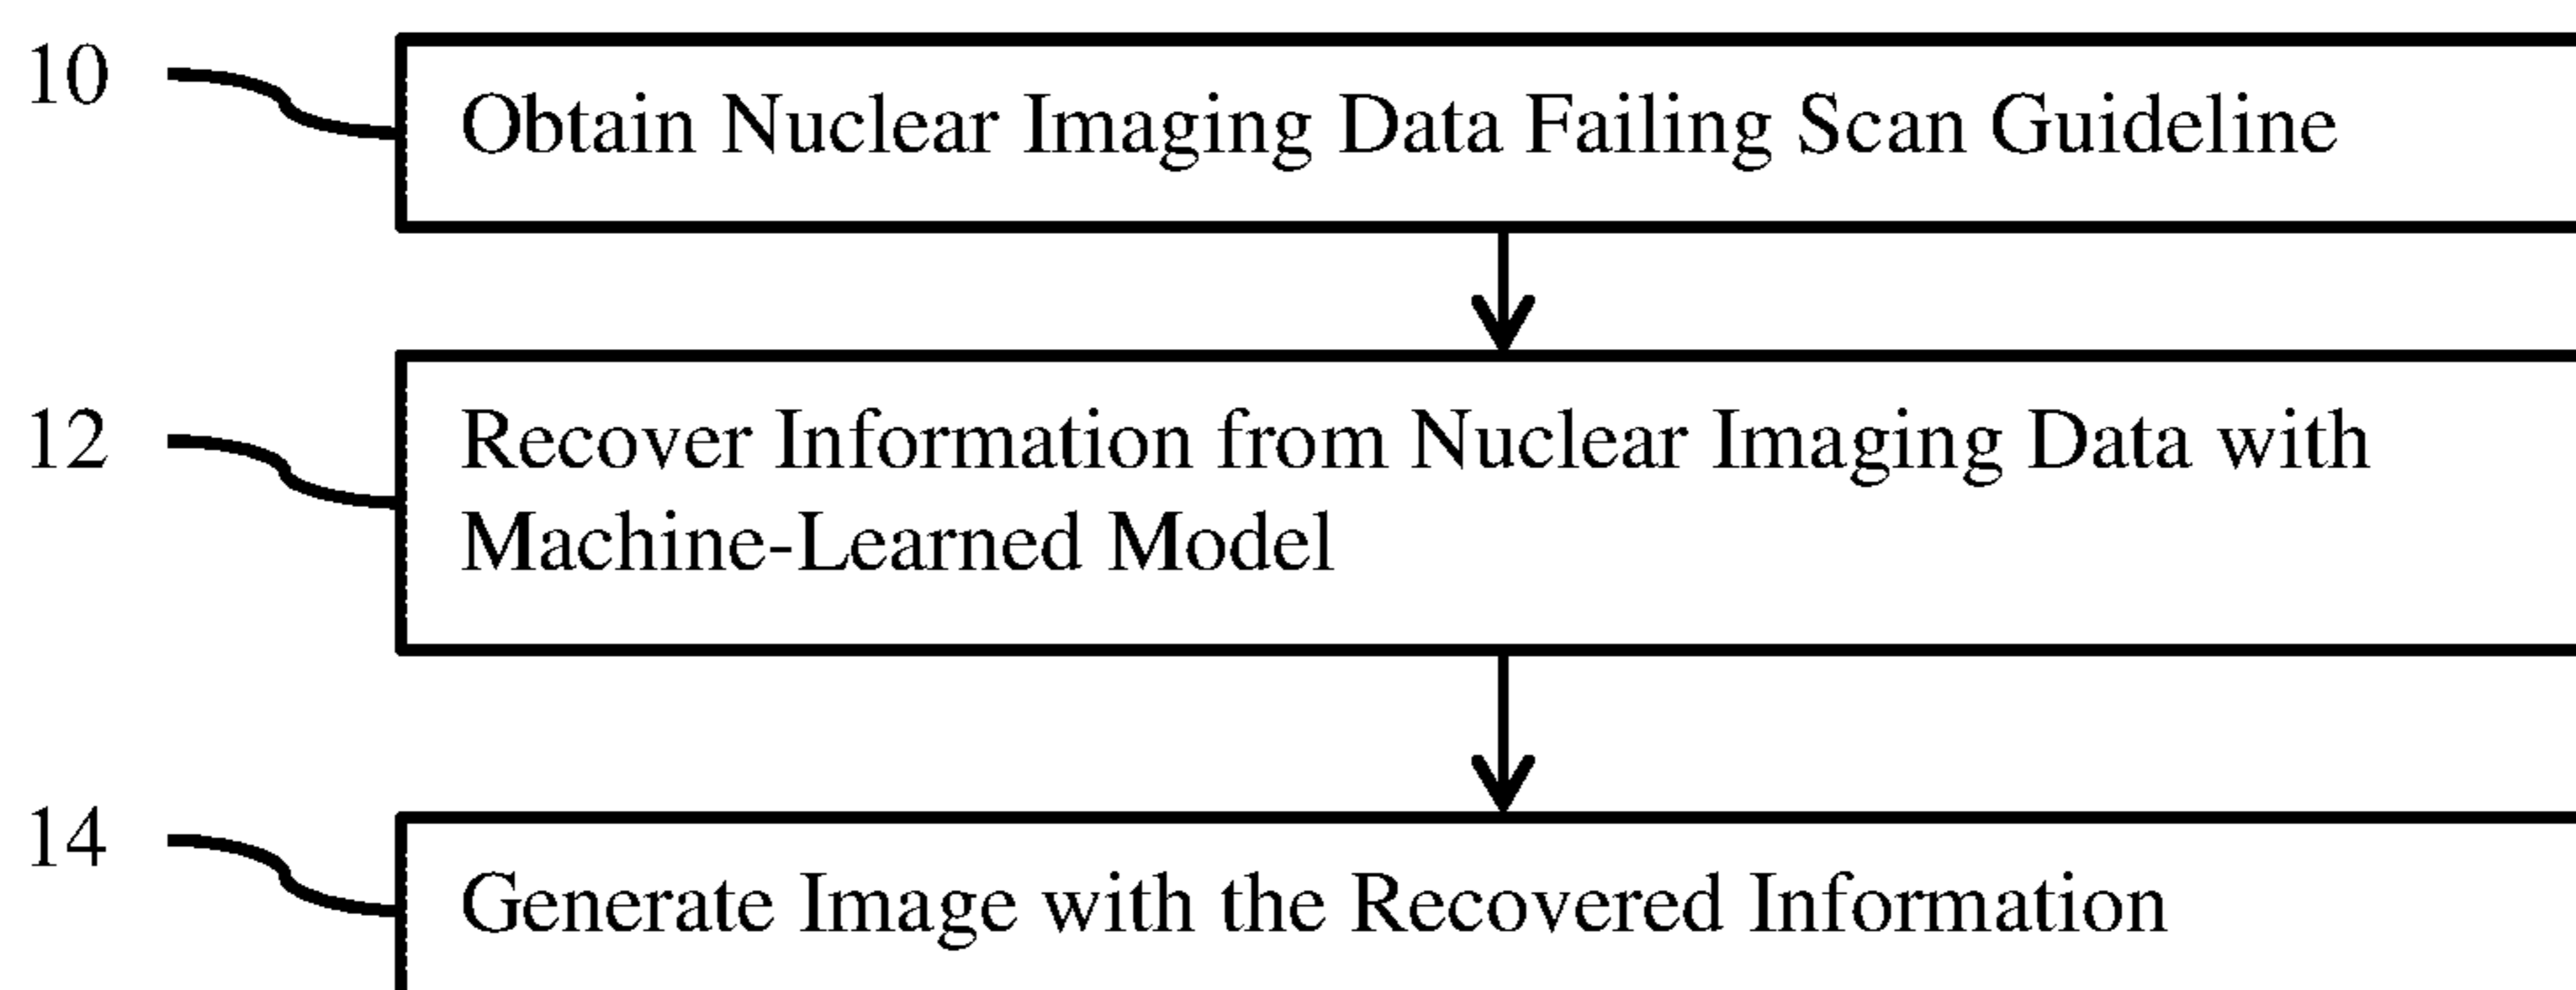 10
Obtain Nuclear Imaging Data Failing Scan Guideline
12
Recover Information from Nuclear Imaging Data with
Machine-Learned Model
14
Generate Image with the Recovered Information